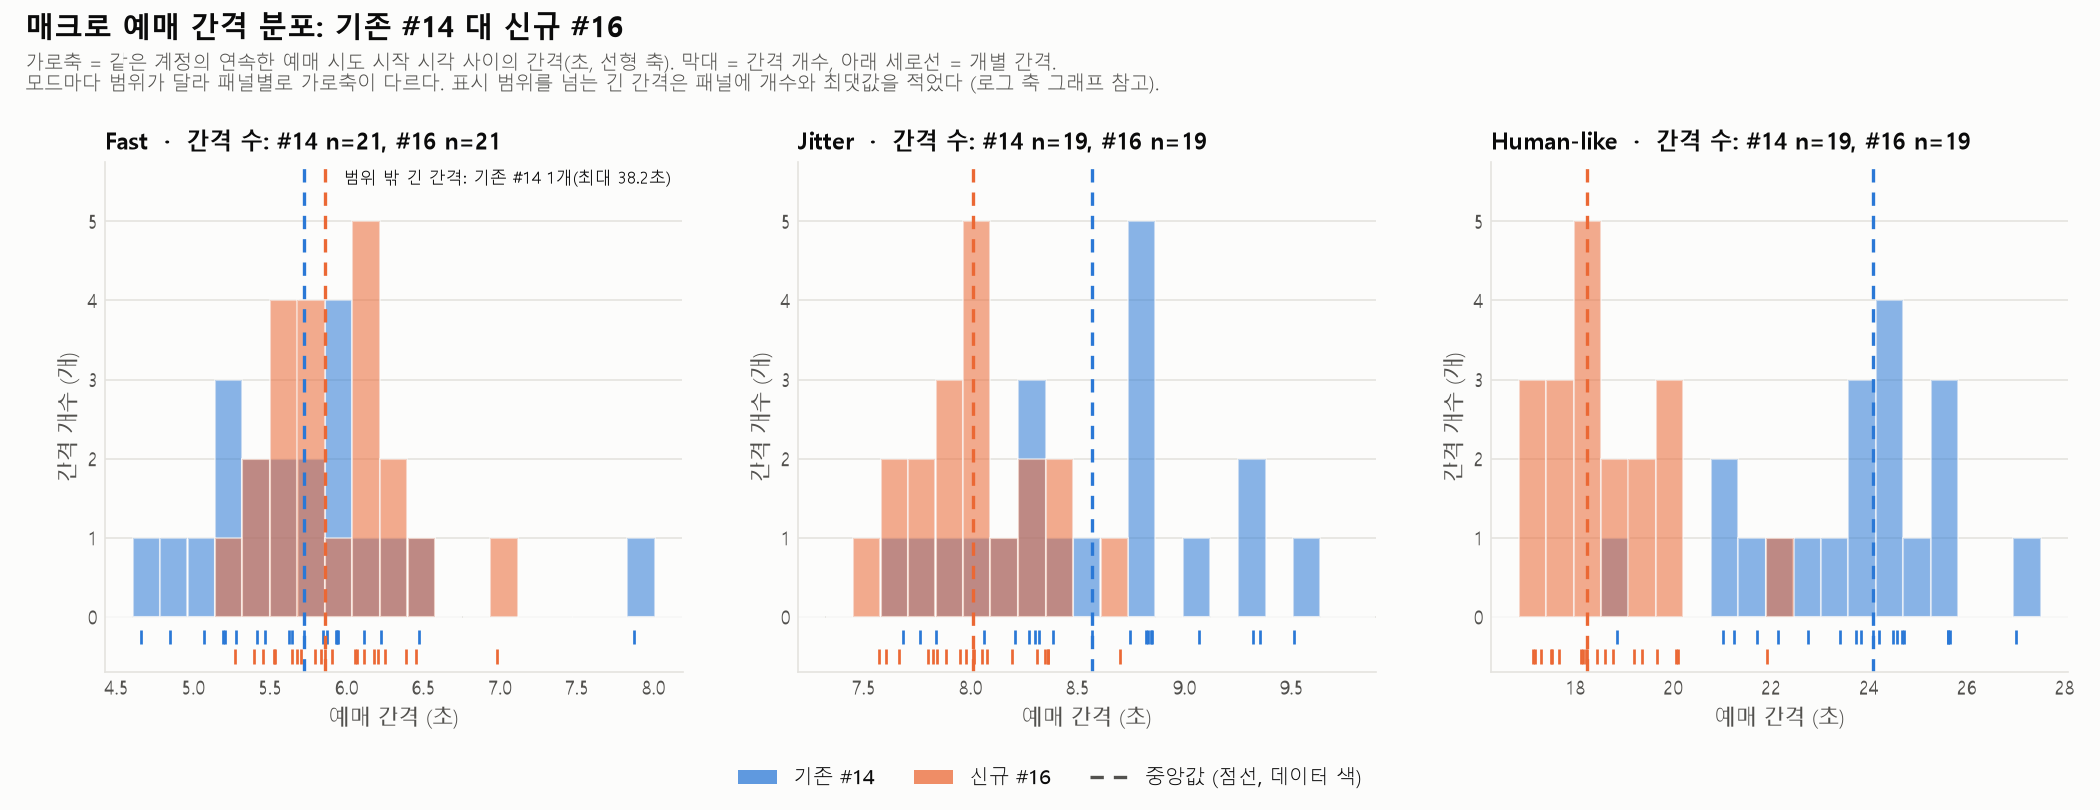 매크로 예매 간격 분포: 기존 #14 대 신규 #16
가로축 = 같은 계정의 연속한 예매 시도 시작 시각 사이의 간격(초, 선형 축). 막대 = 간격 개수, 아래 세로선 = 개별 간격.
모드마다 범위가 달라 패널별로 가로축이 다르다. 표시 범위를 넘는 긴 간격은 패널에 개수와 최댓값을 적었다 (로그 축 그래프 참고).
Fast · 간격 수: #14 n=21, #16 n=21
범위 밖 긴 간격: 기존 #14 1개(최대 38.2초)
간격 개수 (개)
5
4
3
2
1
0
4.5 5.0 5.5 6.0 6.5 7.0 7.5 8.0
예매 간격 (초)
Jitter · 간격 수: #14 n=19, #16 n=19
간격 개수 (개)
5
4
3
2
1
0
7.5 8.0 8.5 9.0 9.5
예매 간격 (초)
Human-like · 간격 수: #14 n=19, #16 n=19
간격 개수 (개)
5
4
3
2
1
0
18 20 22 24 26 28
예매 간격 (초)
기존 #14 신규 #16 중앙값 (점선, 데이터 색)